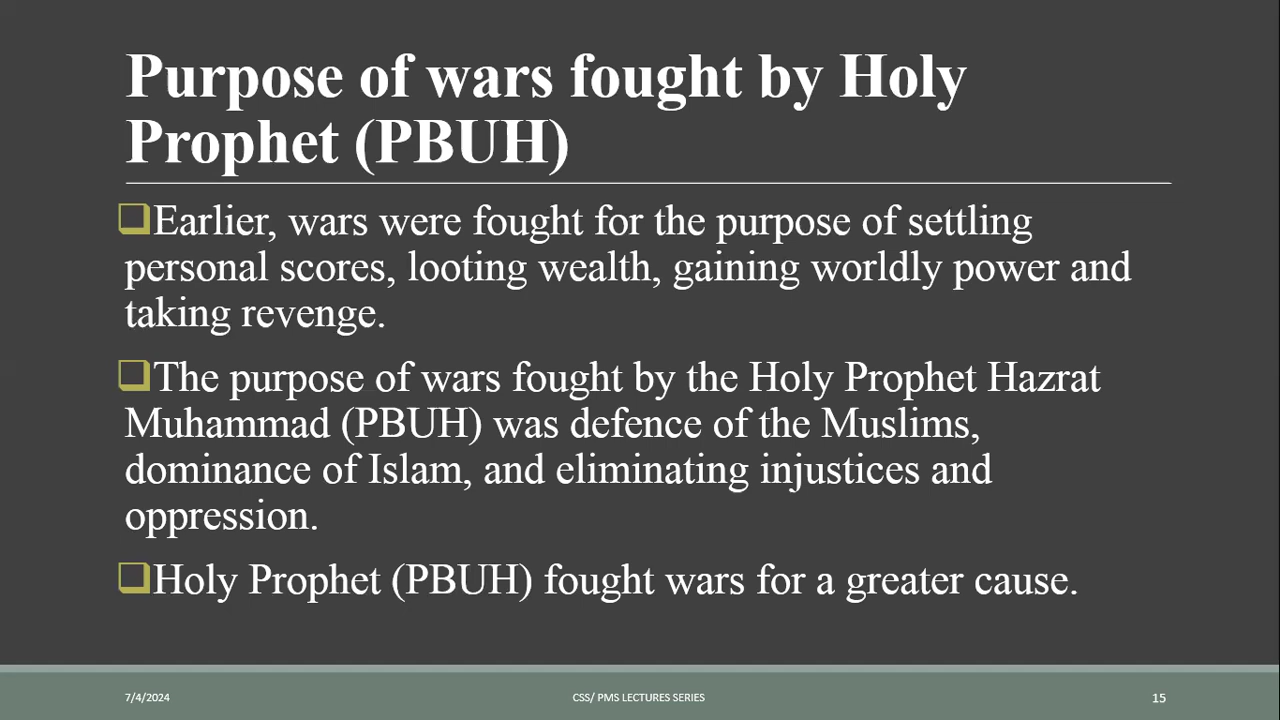 Purpose of wars fought by Holy
Prophet (PBUH)
Earlier, wars were fought for the purpose of settling
personal scores, looting wealth, gaining worldly power and
taking revenge.
The purpose of wars fought by the Holy Prophet Hazrat
Muhammad (PBUH) was defence of the Muslims,
dominance of Islam, and eliminating injustices and
oppression.
Holy Prophet (PBUH) fought wars for a greater cause.
7/4/2024 CSS/ PMS LECTURES SERIES 15